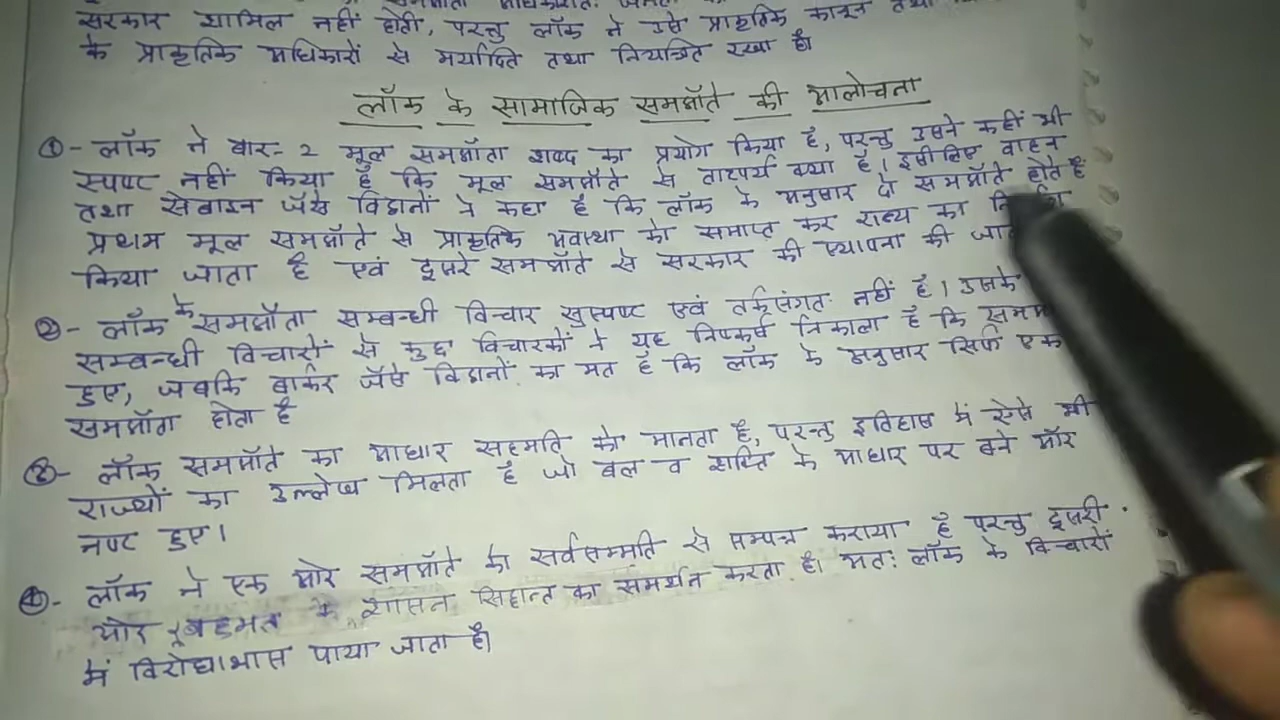 सरकार शामिल नहीं होती, परन्तु लॉक ने उसे प्राकृतिक कानून तथा
के प्राकृतिक अधिकारों से मर्यादित तथा नियंत्रित रखा है।
लॉक के सामाजिक समझौते की आलोचना
①- लॉक ने बार-2 मूल समझौता शब्द का प्रयोग किया है, परन्तु उसने कहीं भी
स्पष्ट नहीं किया है कि मूल समझौते से तात्पर्य क्या है। इसीलिए वाहन
तथा सेबाइन जैसे विद्वानों ने कहा है कि लॉक के अनुसार दो समझौते होते है
प्रथम मूल समझौते से प्राकृतिक अवस्था को समाप्त कर राज्य का
किया जाता है एवं दूसरे समझौते से सरकार की स्थापना की
②- लॉक के समझौता सम्बन्धी विचार सुस्पष्ट एवं तर्कसंगत नहीं है। उनके
सम्बन्धी विचारों से कुछ विचारकों ने यह निष्कर्ष निकाला है कि
हुए, जबकि बार्कर जैसे विद्वानों का मत है कि लॉक के अनुसार सिर्फ एक
समझौता होता है
③- लॉक समझौते का आधार सहमति को मानता है, परन्तु इतिहास में ऐसे भी
राज्यों का उल्लेख मिलता है जो बल व शक्ति के आधार पर बने और
नष्ट हुए।
④- लॉक ने एक ओर समझौते को सर्वसम्मति से सम्पन्न कराया है परन्तु दूसरी
ओर बहुमत के शासन सिद्धान्त का समर्थन करता है। अतः लॉक के विचारों
में विरोधाभास पाया जाता है।